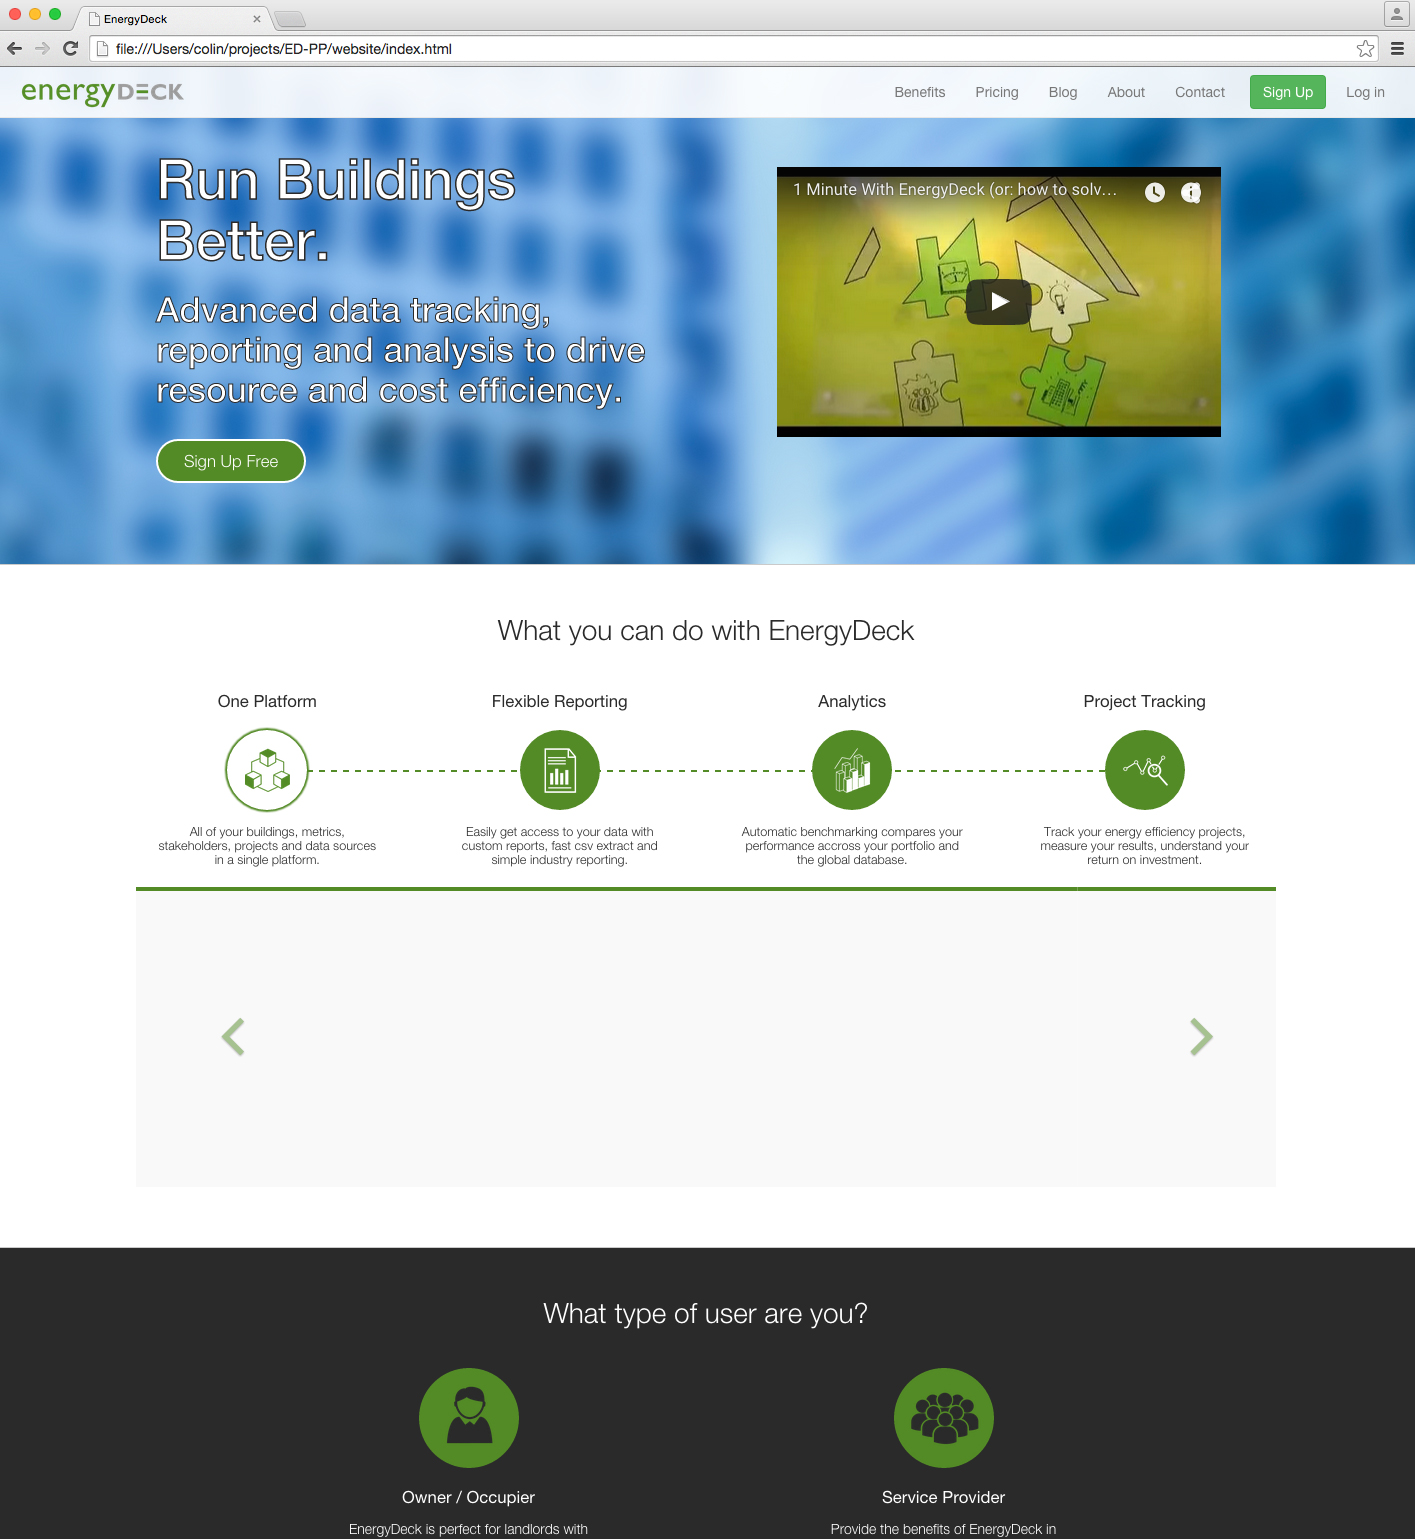 EnergyDeck
file:///Users/colin/projects/ED-PP/website/index.html
energyDECK
Benefits Pricing Blog About Contact Sign Up Log in
Run Buildings
Better.
Advanced data tracking,
reporting and analysis to drive
resource and cost efficiency.
Sign Up Free
1 Minute With EnergyDeck (or: how to solv...
What you can do with EnergyDeck
One Platform
All of your buildings, metrics,
stakeholders, projects and data sources
in a single platform.
Flexible Reporting
Easily get access to your data with
custom reports, fast csv extract and
simple industry reporting.
Analytics
Automatic benchmarking compares your
performance accross your portfolio and
the global database.
Project Tracking
Track your energy efficiency projects,
measure your results, understand your
return on investment.
What type of user are you?
Owner / Occupier
EnergyDeck is perfect for landlords with
Service Provider
Provide the benefits of EnergyDeck in